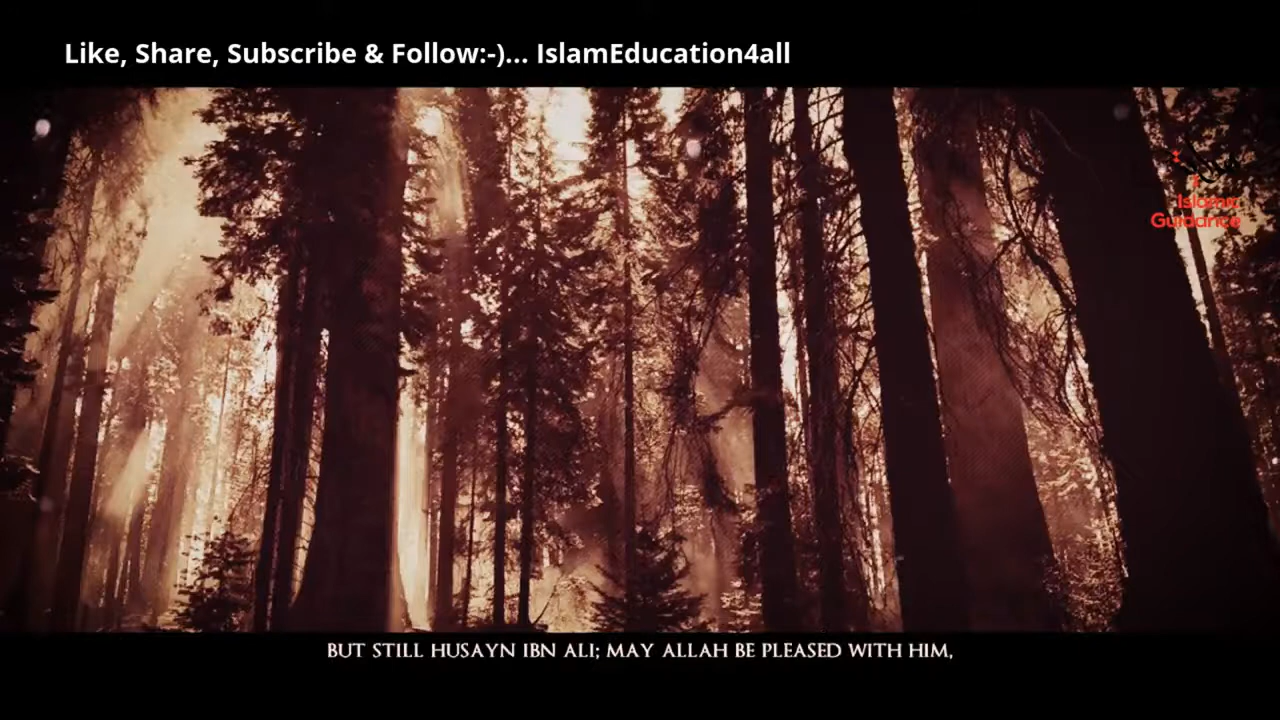 Like, Share, Subscribe & Follow:-)... IslamEducation4all
Islamic
Guidance
BUT STILL HUSAYN IBN ALI; MAY ALLAH BE PLEASED WITH HIM,